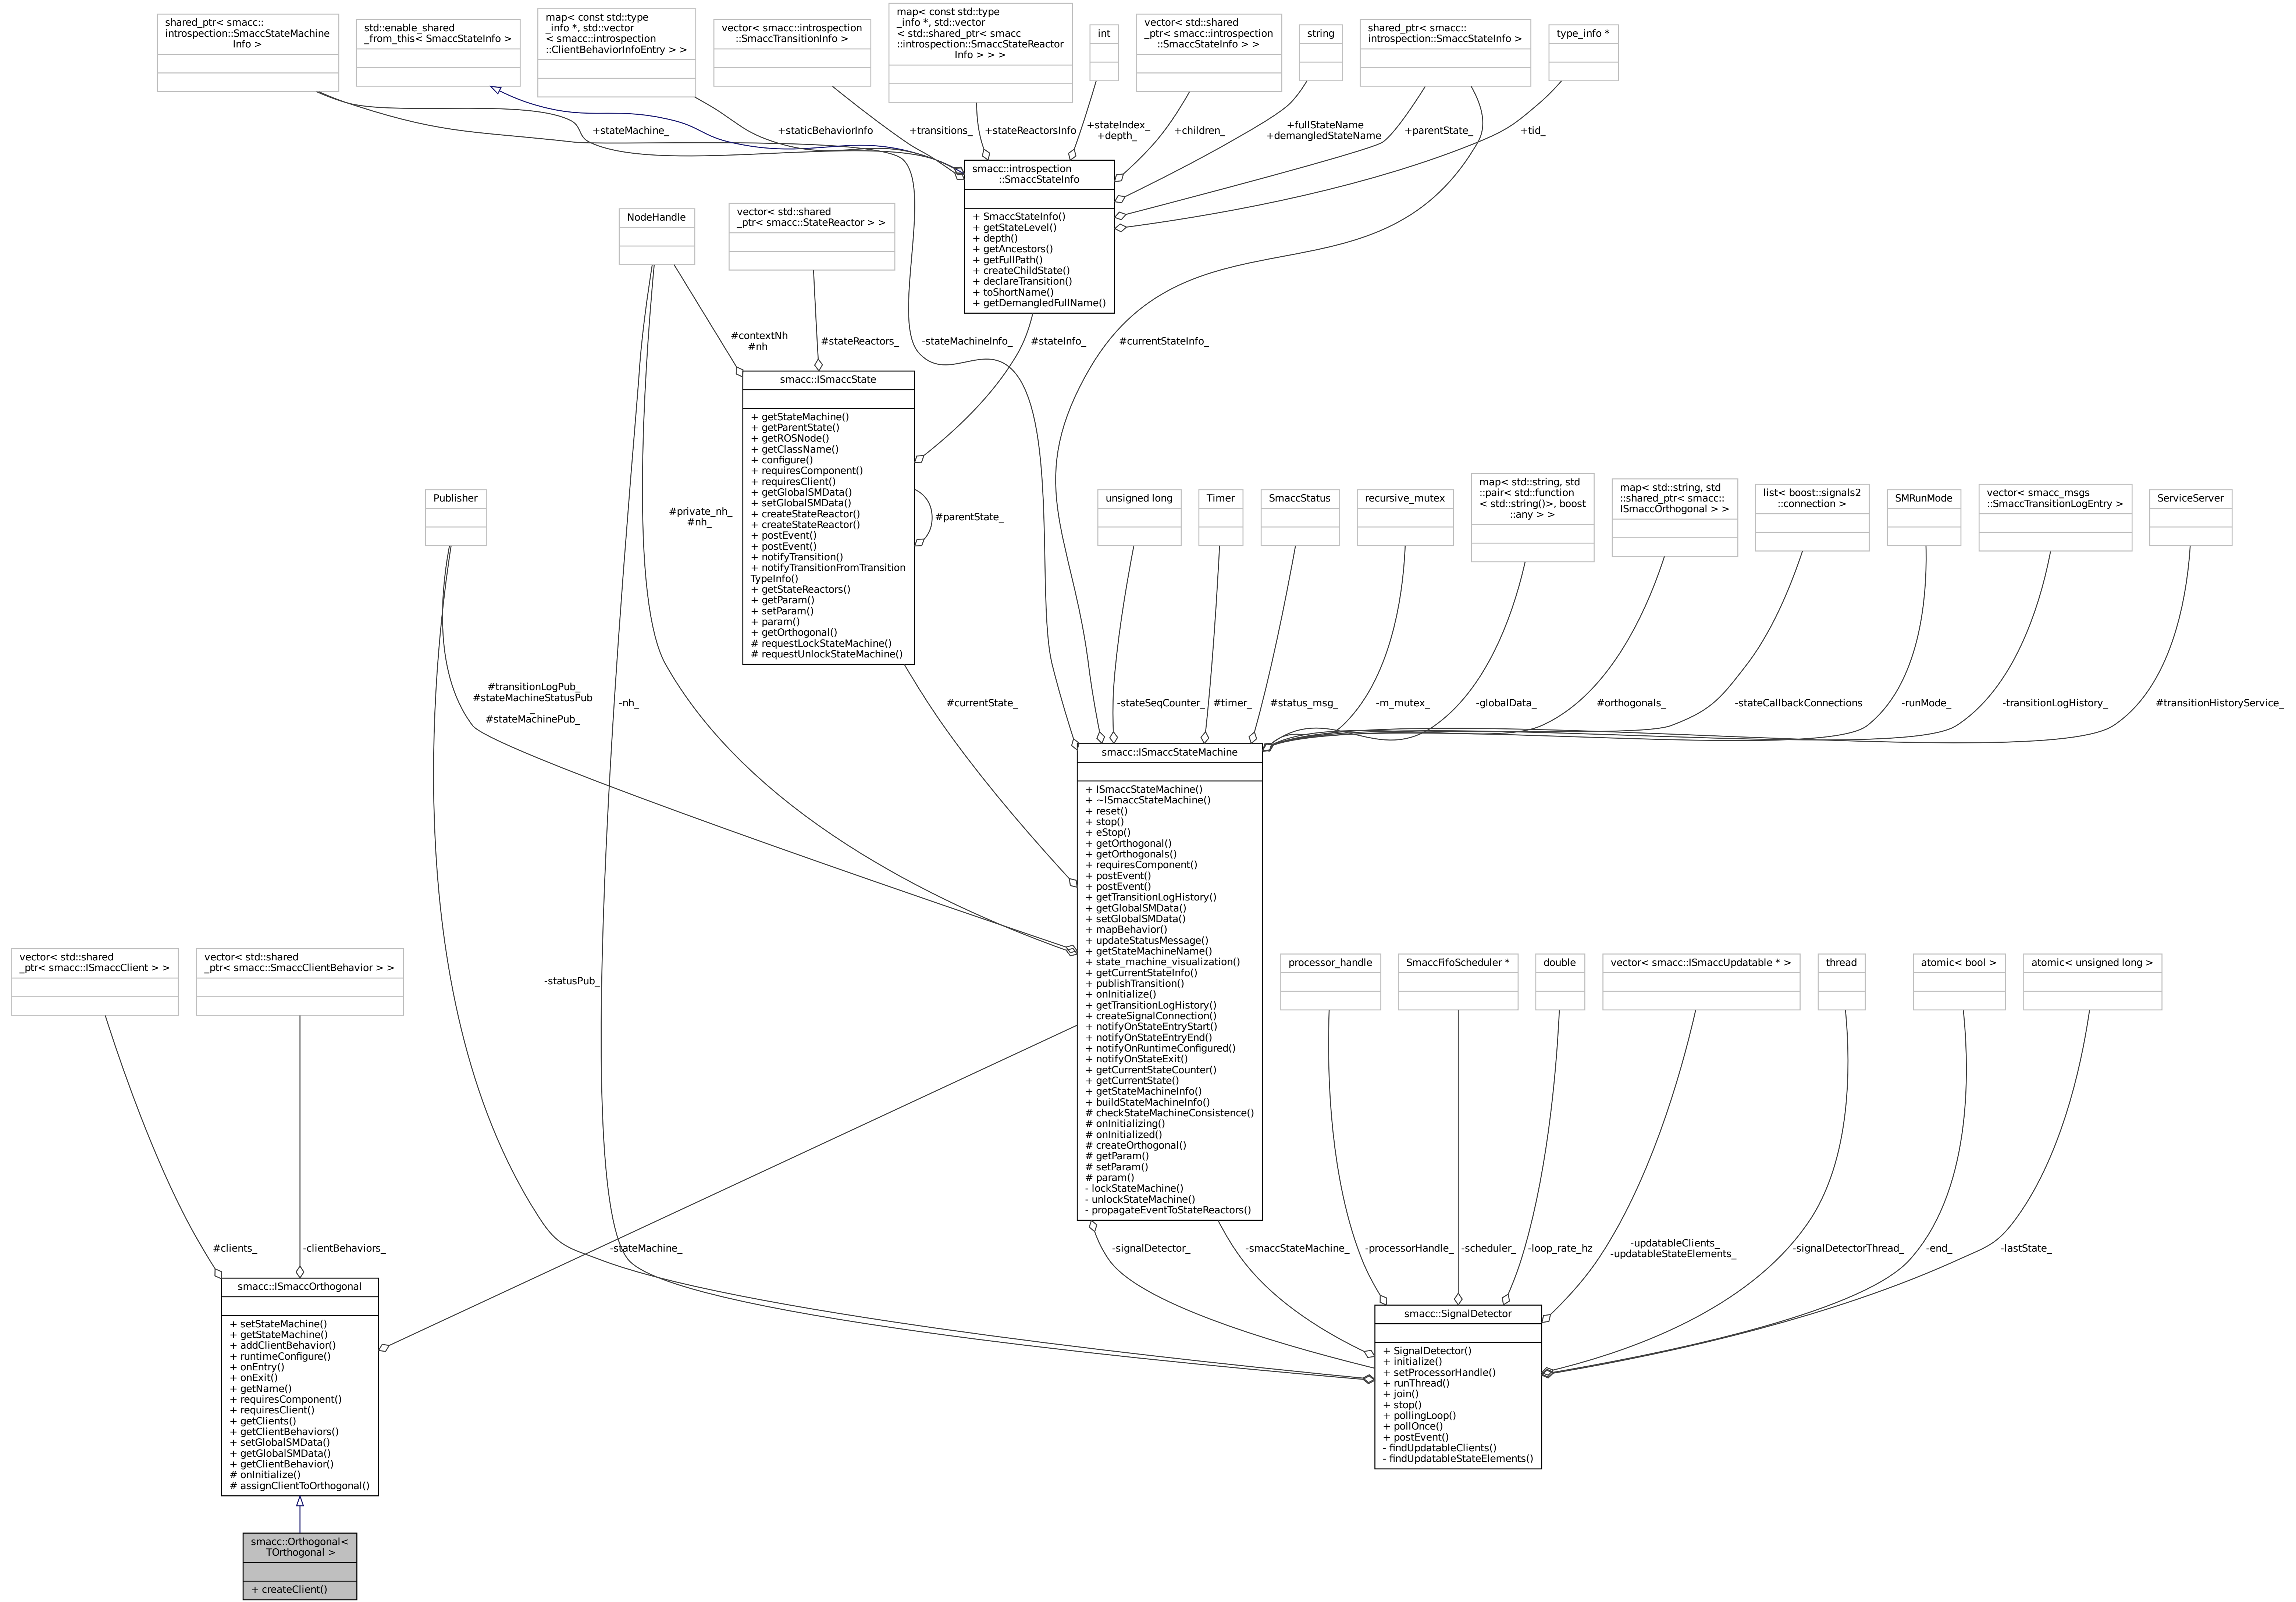 shared_ptr< smacc::
introspection::SmaccStateMachine
Info >
std::enable_shared
_from_this< SmaccStateInfo >
map< const std::type
_info *, std::vector
< smacc::introspection
::ClientBehaviorInfoEntry > >
vector< smacc::introspection
::SmaccTransitionInfo >
map< const std::type
_info *, std::vector
< std::shared_ptr< smacc
::introspection::SmaccStateReactor
Info > > >
int
vector< std::shared
_ptr< smacc::introspection
::SmaccStateInfo > >
string
shared_ptr< smacc::
introspection::SmaccStateInfo >
type_info *
+stateMachine_
+staticBehaviorInfo
+transitions_
+stateReactorsInfo
+stateIndex_
+depth_
+children_
+fullStateName
+demangledStateName
+parentState_
+tid_
smacc::introspection
::SmaccStateInfo
+ SmaccStateInfo()
+ getStateLevel()
+ depth()
+ getAncestors()
+ getFullPath()
+ createChildState()
+ declareTransition()
+ toShortName()
+ getDemangledFullName()
NodeHandle
vector< std::shared
_ptr< smacc::StateReactor > >
#contextNh
#nh
#stateReactors_
-stateMachineInfo_
#stateInfo_
#currentStateInfo_
smacc::ISmaccState
+ getStateMachine()
+ getParentState()
+ getROSNode()
+ getClassName()
+ configure()
+ requiresComponent()
+ requiresClient()
+ getGlobalSMData()
+ setGlobalSMData()
+ createStateReactor()
+ createStateReactor()
+ postEvent()
+ postEvent()
+ notifyTransition()
+ notifyTransitionFromTransition
TypeInfo()
+ getStateReactors()
+ getParam()
+ setParam()
+ param()
+ getOrthogonal()
# requestLockStateMachine()
# requestUnlockStateMachine()
#parentState_
Publisher
#private_nh_
#nh_
unsigned long
Timer
SmaccStatus
recursive_mutex
map< std::string, std
::pair< std::function
< std::string()>, boost
::any > >
map< std::string, std
::shared_ptr< smacc::
ISmaccOrthogonal > >
list< boost::signals2
::connection >
SMRunMode
vector< smacc_msgs
::SmaccTransitionLogEntry >
ServiceServer
#transitionLogPub_
#stateMachineStatusPub
_
#stateMachinePub_
-nh_
#currentState_
-stateSeqCounter_
#timer_
#status_msg_
-m_mutex_
-globalData_
#orthogonals_
-stateCallbackConnections
-runMode_
-transitionLogHistory_
#transitionHistoryService_
smacc::ISmaccStateMachine
+ ISmaccStateMachine()
+ ~ISmaccStateMachine()
+ reset()
+ stop()
+ eStop()
+ getOrthogonal()
+ getOrthogonals()
+ requiresComponent()
+ postEvent()
+ postEvent()
+ getTransitionLogHistory()
+ getGlobalSMData()
+ setGlobalSMData()
+ mapBehavior()
+ updateStatusMessage()
+ getStateMachineName()
+ state_machine_visualization()
+ getCurrentStateInfo()
+ publishTransition()
+ onInitialize()
+ getTransitionLogHistory()
+ createSignalConnection()
+ notifyOnStateEntryStart()
+ notifyOnStateEntryEnd()
+ notifyOnRuntimeConfigured()
+ notifyOnStateExit()
+ getCurrentStateCounter()
+ getCurrentState()
+ getStateMachineInfo()
+ buildStateMachineInfo()
# checkStateMachineConsistence()
# onInitializing()
# onInitialized()
# createOrthogonal()
# getParam()
# setParam()
# param()
- lockStateMachine()
- unlockStateMachine()
- propagateEventToStateReactors()
vector< std::shared
_ptr< smacc::ISmaccClient > >
vector< std::shared
_ptr< smacc::SmaccClientBehavior > >
-statusPub_
processor_handle
SmaccFifoScheduler *
double
vector< smacc::ISmaccUpdatable * >
thread
atomic< bool >
atomic< unsigned long >
#clients_
-clientBehaviors_
-stateMachine_
-signalDetector_
-smaccStateMachine_
-processorHandle_
-scheduler_
-loop_rate_hz
-updatableClients_
-updatableStateElements_
-signalDetectorThread_
-end_
-lastState_
smacc::ISmaccOrthogonal
+ setStateMachine()
+ getStateMachine()
+ addClientBehavior()
+ runtimeConfigure()
+ onEntry()
+ onExit()
+ getName()
+ requiresComponent()
+ requiresClient()
+ getClients()
+ getClientBehaviors()
+ setGlobalSMData()
+ getGlobalSMData()
+ getClientBehavior()
# onInitialize()
# assignClientToOrthogonal()
smacc::SignalDetector
+ SignalDetector()
+ initialize()
+ setProcessorHandle()
+ runThread()
+ join()
+ stop()
+ pollingLoop()
+ pollOnce()
+ postEvent()
- findUpdatableClients()
- findUpdatableStateElements()
smacc::Orthogonal<
TOrthogonal >
+ createClient()